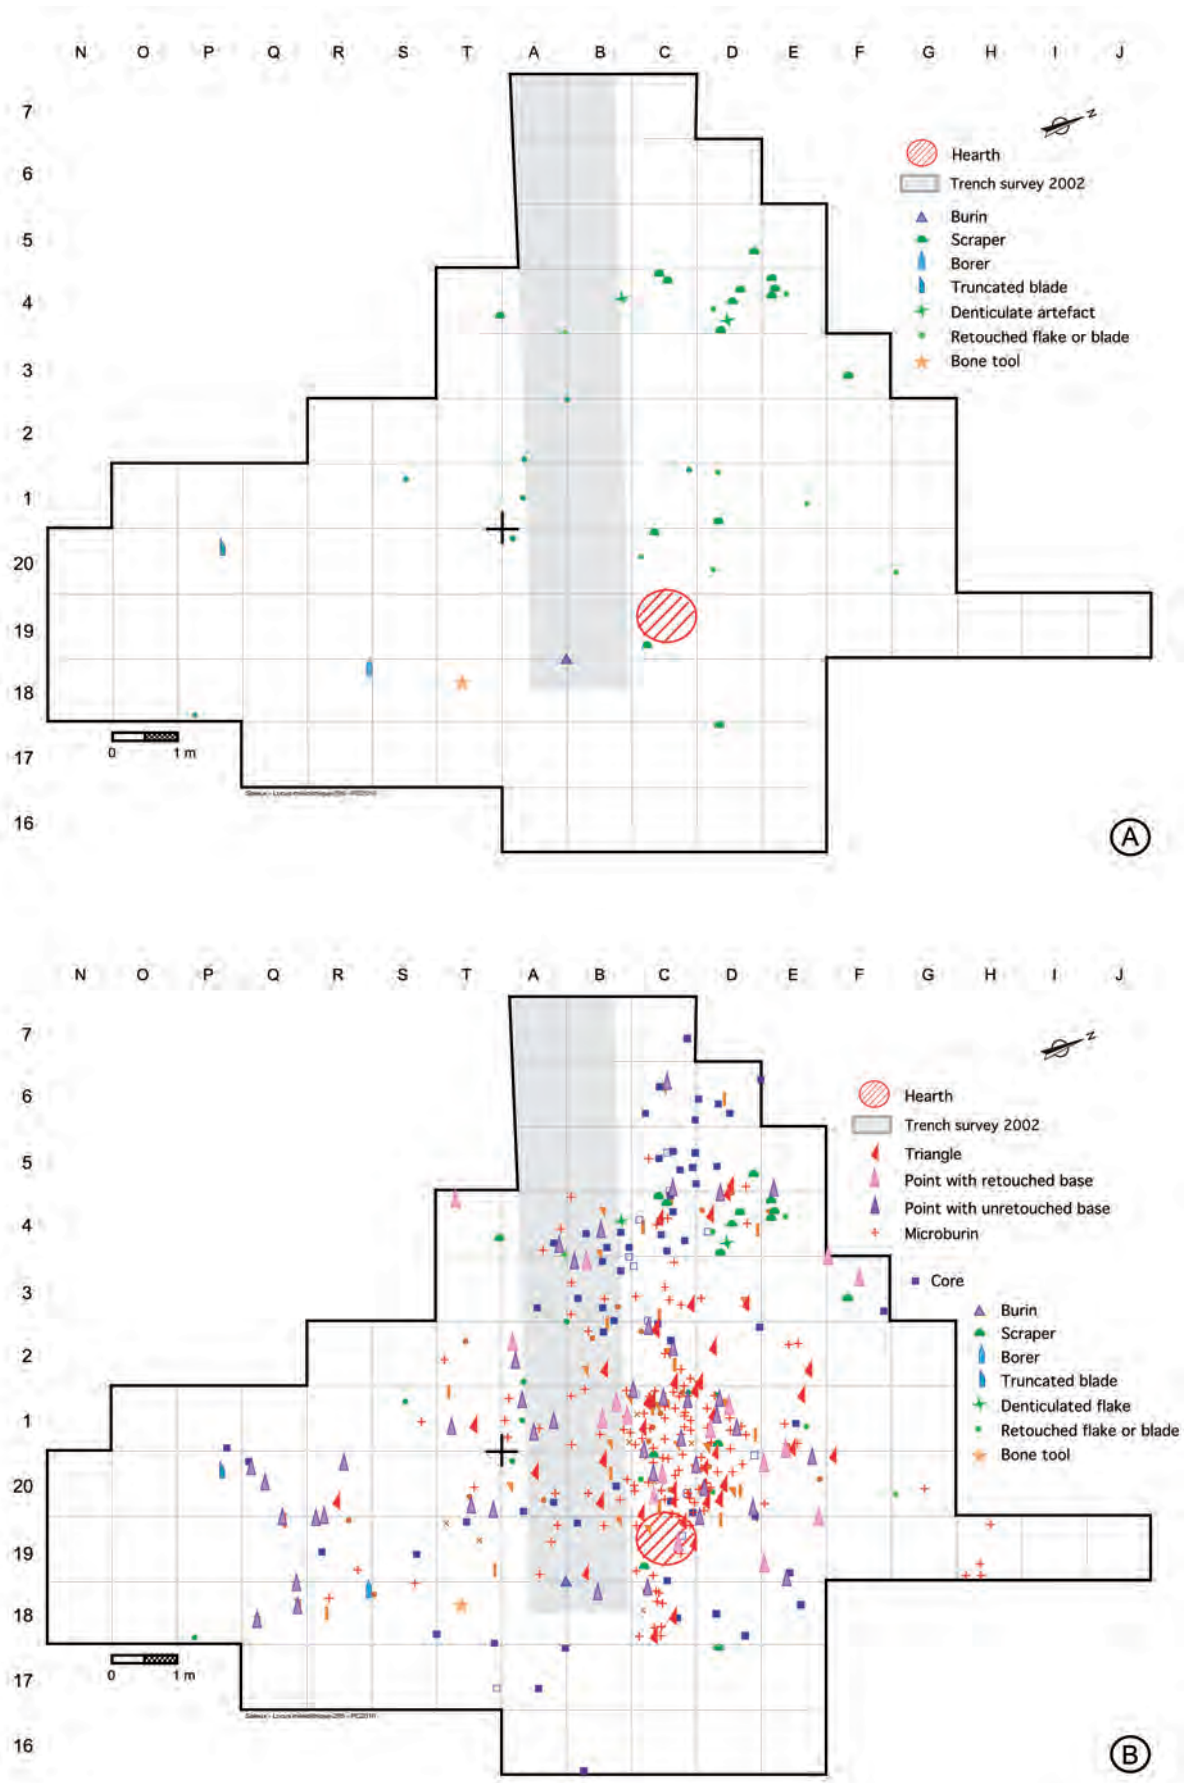 N O P Q R S T A B C D E F G H I J
7
6
5
4
3
2
1
20
19
18
17
16
N
Hearth
Trench survey 2002
Burin
Scraper
Borer
Truncated blade
Denticulate artefact
Retouched flake or blade
Bone tool
0 1 m
A
N O P Q R S T A B C D E F G H I J
7
6
5
4
3
2
1
20
19
18
17
16
N
Hearth
Trench survey 2002
Triangle
Point with retouched base
Point with unretouched base
Microburin
Core
Burin
Scraper
Borer
Truncated blade
Denticulated flake
Retouched flake or blade
Bone tool
0 1 m
B